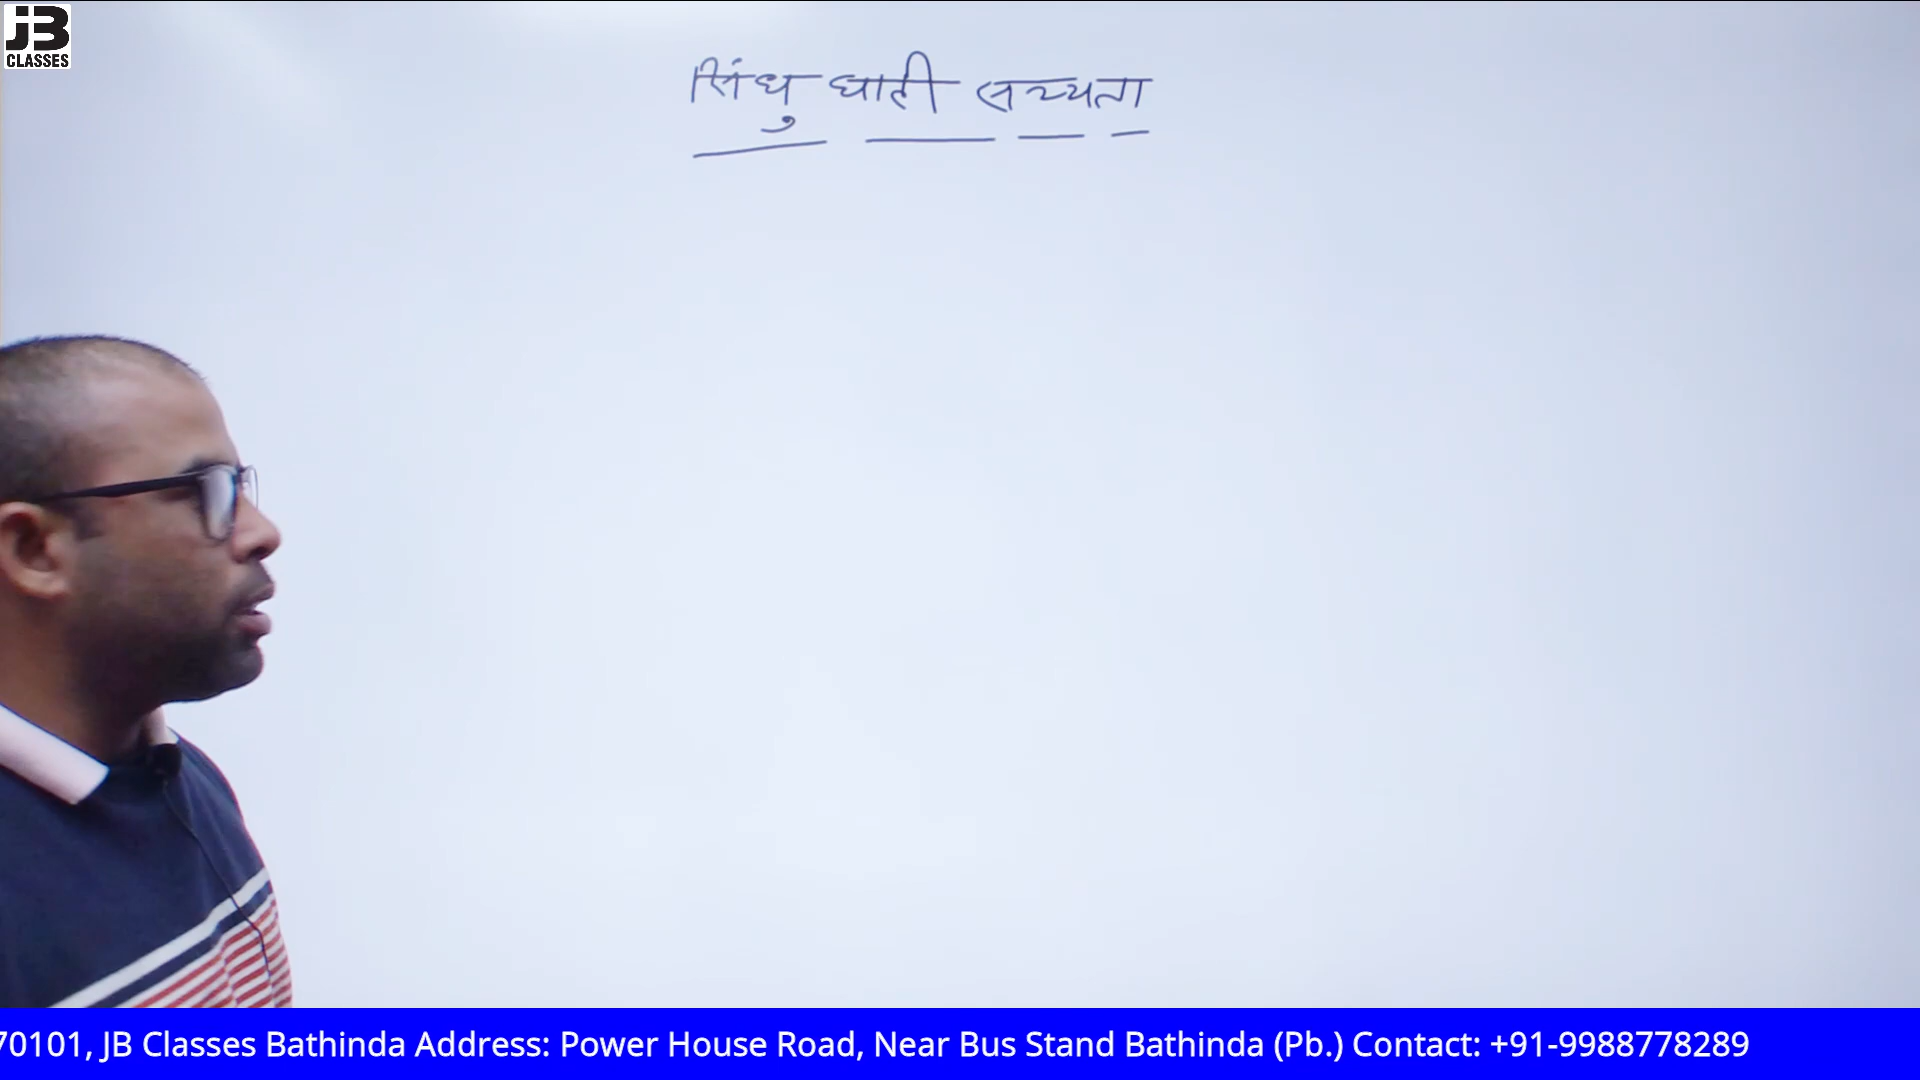 JB
CLASSES
सिंधु घाटी सभ्यता
70101, JB Classes Bathinda Address: Power House Road, Near Bus Stand Bathinda (Pb.) Contact: +91-9988778289